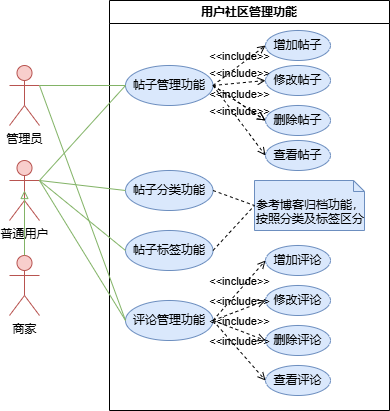 用户社区管理功能
增加帖子
<<include>>
修改帖子
帖子管理功能
<<include>>
<<include>>
删除帖子
<<include>>
查看帖子
管理员
帖子分类功能
参考博客归档功能，
按照分类及标签区分
普通用户
帖子标签功能
增加评论
<<include>>
修改评论
商家
评论管理功能
<<include>>
<<include>>
删除评论
<<include>>
查看评论